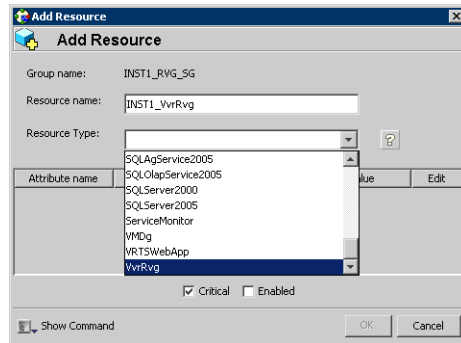 Add Resource
Add Resource
Group name: INST1_RVG_SG
Resource name: INST1_VvrRvg
Resource Type:
?
SQLAgService2005
SQLOlapService2005
SQLServer2000
SQLServer2005
ServiceMonitor
VMDg
VRTSWebApp
VvrRvg
Attribute name Edit
Critical Enabled
Show Command OK Cancel